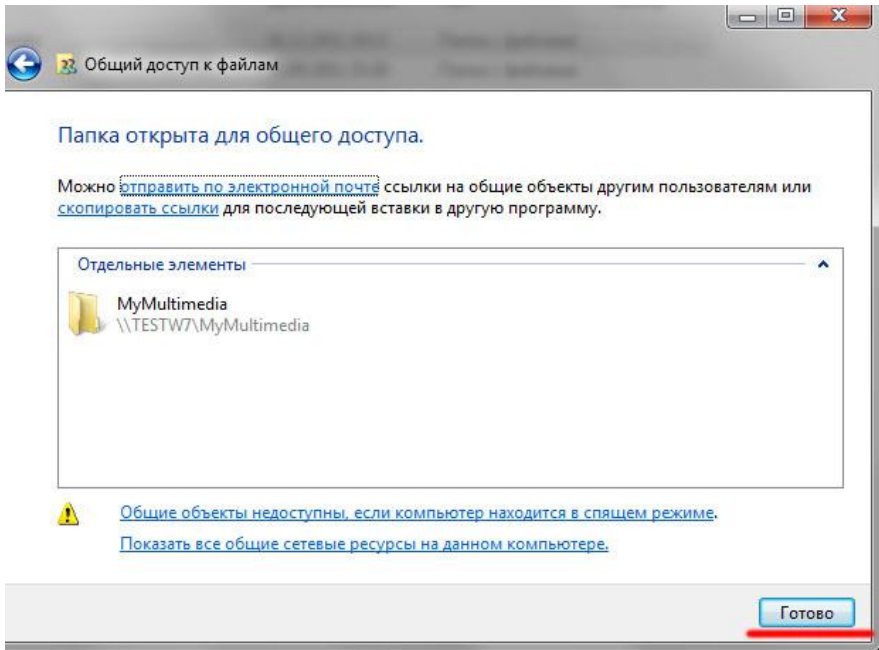 Общий доступ к файлам
Папка открыта для общего доступа.
Можно отправить по электронной почте ссылки на общие объекты другим пользователям или
скопировать ссылки для последующей вставки в другую программу.
Отдельные элементы
MyMultimedia
\\TESTW7\MyMultimedia
Общие объекты недоступны, если компьютер находится в спящем режиме.
Показать все общие сетевые ресурсы на данном компьютере.
Готово